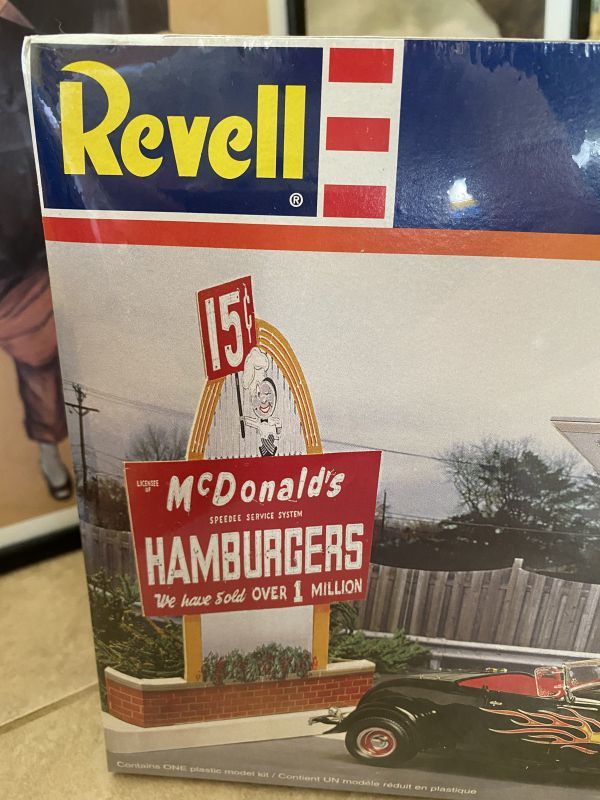 Revell®
15¢
LICENSEE
OF
McDonald's
SPEEDEE SERVICE SYSTEM
HAMBURGERS
We have Sold OVER 1 MILLION
Contains ONE plastic model kit / Contient UN modèle réduit en plastique